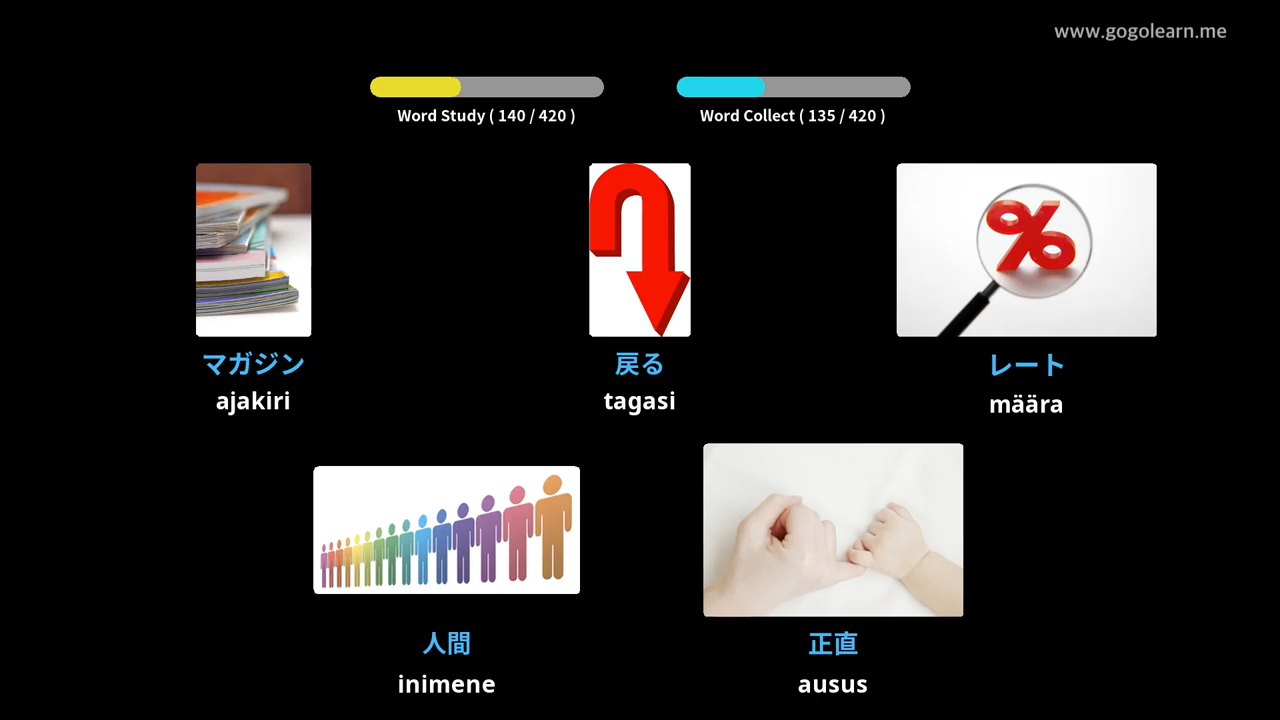 www.gogolearn.me
Word Study ( 140 / 420 )
Word Collect ( 135 / 420 )
マガジン
ajakiri
戻る
tagasi
レート
määra
人間
inimene
正直
ausus